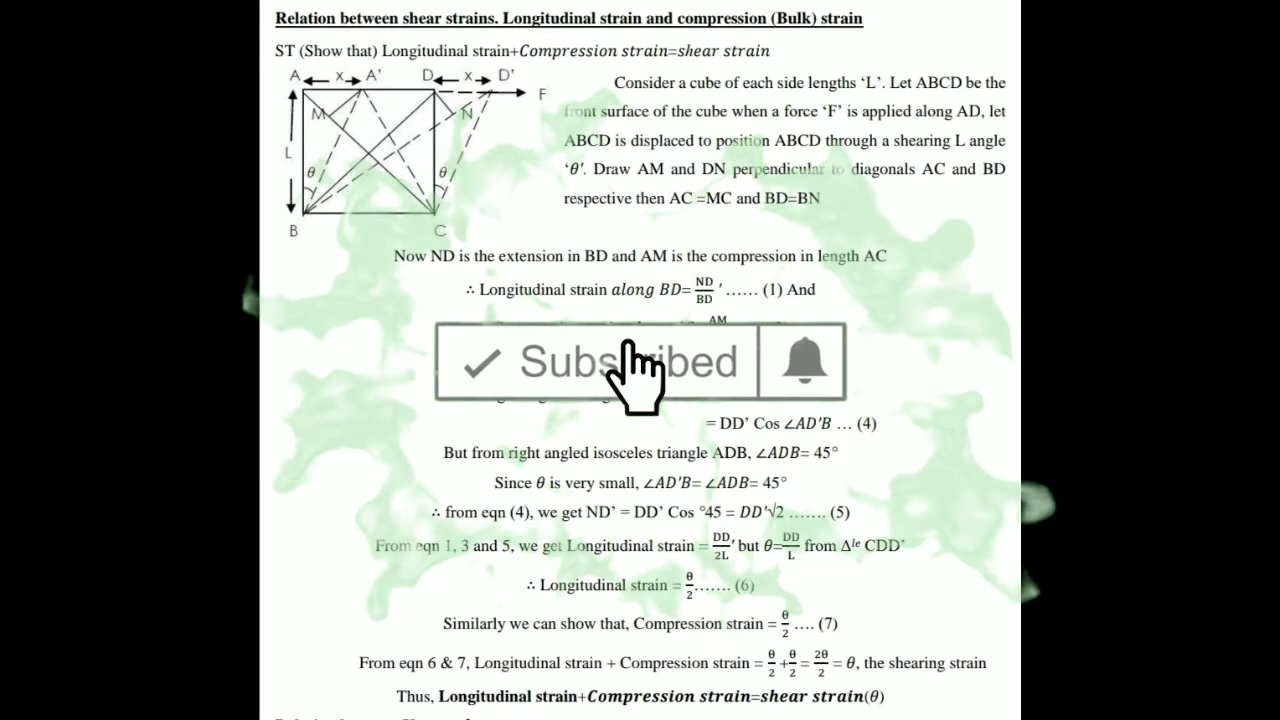 Relation between shear strains. Longitudinal strain and compression (Bulk) strain
ST (Show that) Longitudinal strain+Compression strain=shear strain
A x A' D x D' F
M N
L θ θ
B C
Consider a cube of each side lengths ‘L’. Let ABCD be the
front surface of the cube when a force ‘F’ is applied along AD, let
ABCD is displaced to position ABCD through a shearing L angle
‘θ’. Draw AM and DN perpendicular to diagonals AC and BD
respective then AC =MC and BD=BN
Now ND is the extension in BD and AM is the compression in length AC
∴ Longitudinal strain along BD= ND/BD ′ …… (1) And
AM
Subscribed
= DD’ Cos ∠AD′B … (4)
But from right angled isosceles triangle ADB, ∠ADB= 45°
Since θ is very small, ∠AD′B= ∠ADB= 45°
∴ from eqn (4), we get ND’ = DD’ Cos °45 = DD′√2 ……. (5)
From eqn 1, 3 and 5, we get Longitudinal strain = DD/2L ′ but θ= DD/L from Δle CDD’
∴ Longitudinal strain = θ/2 ……. (6)
Similarly we can show that, Compression strain = θ/2 …. (7)
From eqn 6 & 7, Longitudinal strain + Compression strain = θ/2 + θ/2 = 2θ/2 = θ, the shearing strain
Thus, Longitudinal strain+Compression strain=shear strain(θ)